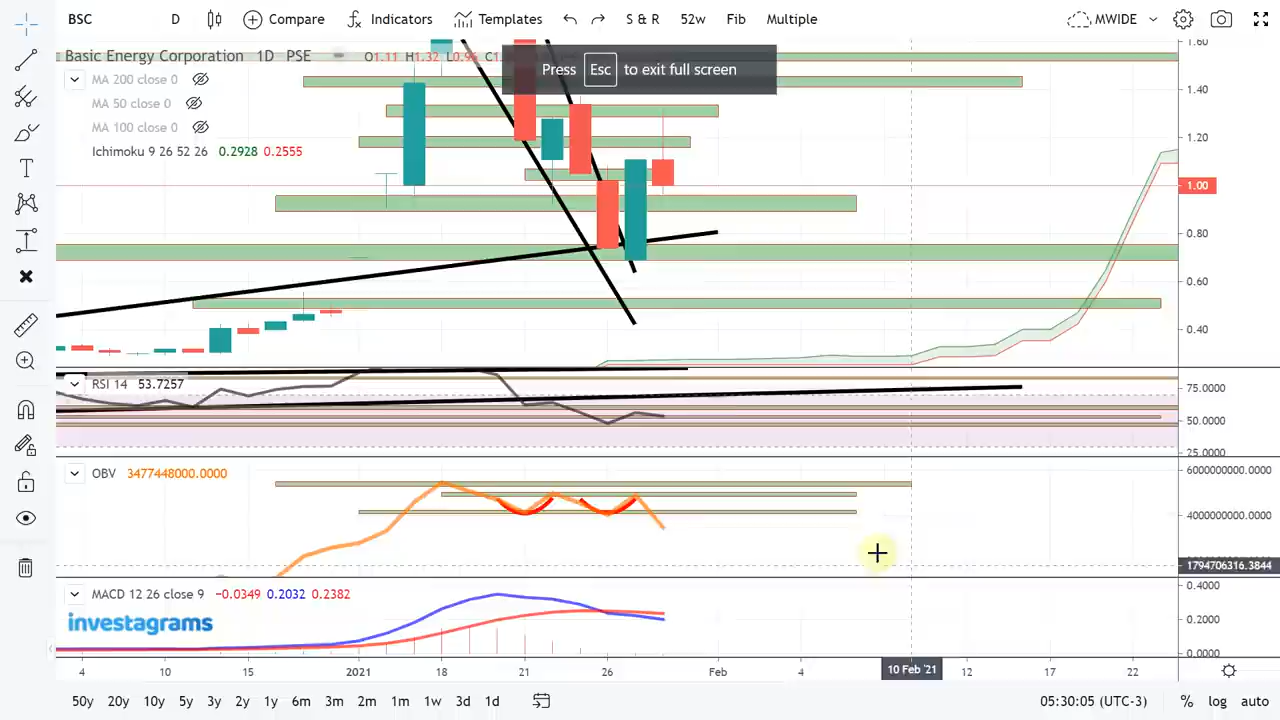 BSC D Compare Indicators Templates S & R 52w Fib Multiple MWIDE
Basic Energy Corporation 1D PSE O1.11 H1.32 L0.9
Press Esc to exit full screen
MA 200 close 0
MA 50 close 0
MA 100 close 0
Ichimoku 9 26 52 26 0.2928 0.2555
1.60
1.40
1.20
1.00
0.80
0.60
0.40
RSI 14 53.7257
75.0000
50.0000
25.0000
OBV 3477448000.0000
6000000000.0000
4000000000.0000
1794706316.3844
MACD 12 26 close 9 −0.0349 0.2032 0.2382
investagrams
0.4000
0.2000
0.0000
4 10 15 2021 18 21 26 Feb 4 10 Feb '21 12 17 22
50y 20y 10y 5y 3y 2y 1y 6m 3m 2m 1m 1w 3d 1d 05:30:05 (UTC-3) % log auto